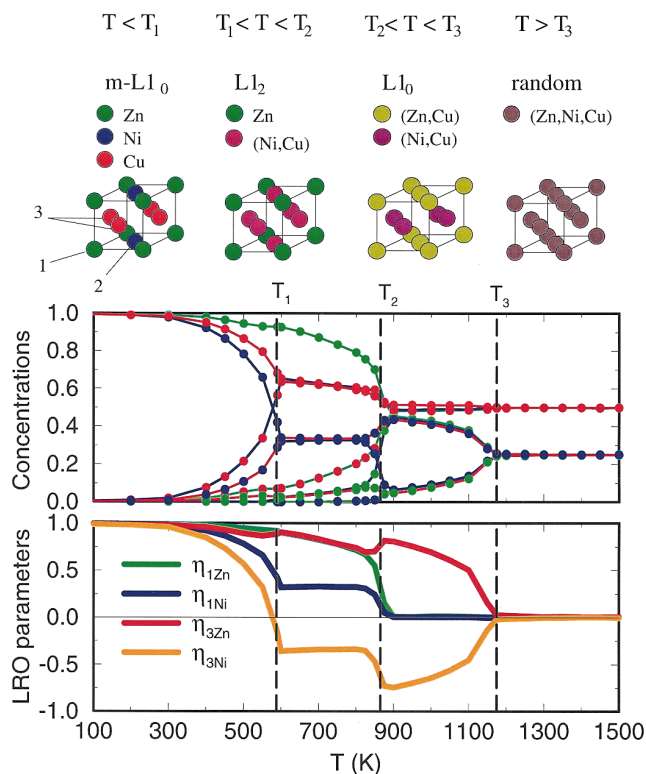 T < T₁ T₁< T < T₂ T₂< T < T₃ T > T₃
m-L1₀ L1₂ L1₀ random
Zn Zn (Zn,Cu) (Zn,Ni,Cu)
Ni (Ni,Cu) (Ni,Cu)
Cu
3
1
2
T₁ T₂ T₃
Concentrations
1.0
0.8
0.6
0.4
0.2
0.0
LRO parameters
1.0
0.5
0.0
-0.5
-1.0
η₁Zn
η₁Ni
η₃Zn
η₃Ni
100 300 500 700 900 1100 1300 1500
T (K)